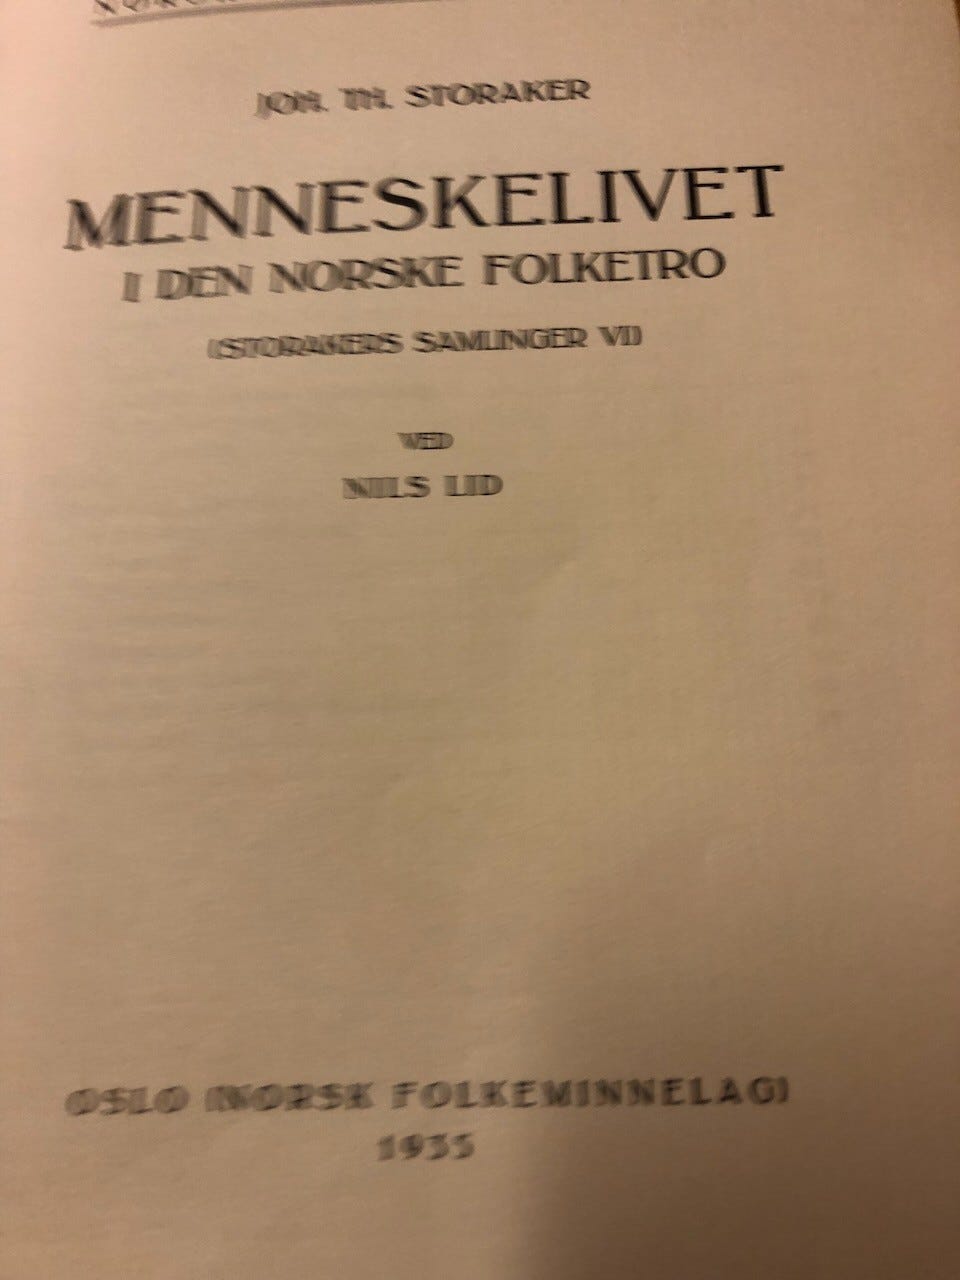 JOH. TH. STORAKER
MENNESKELIVET
I DEN NORSKE FOLKETRO
(STORAKERS SAMLINGER VI)
VED
NILS LID
OSLO (NORSK FOLKEMINNELAG)
1935